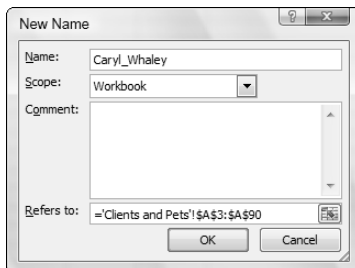 New Name
Name: Caryl_Whaley
Scope: Workbook
Comment:
Refers to: ='Clients and Pets'!$A$3:$A$90
OK Cancel